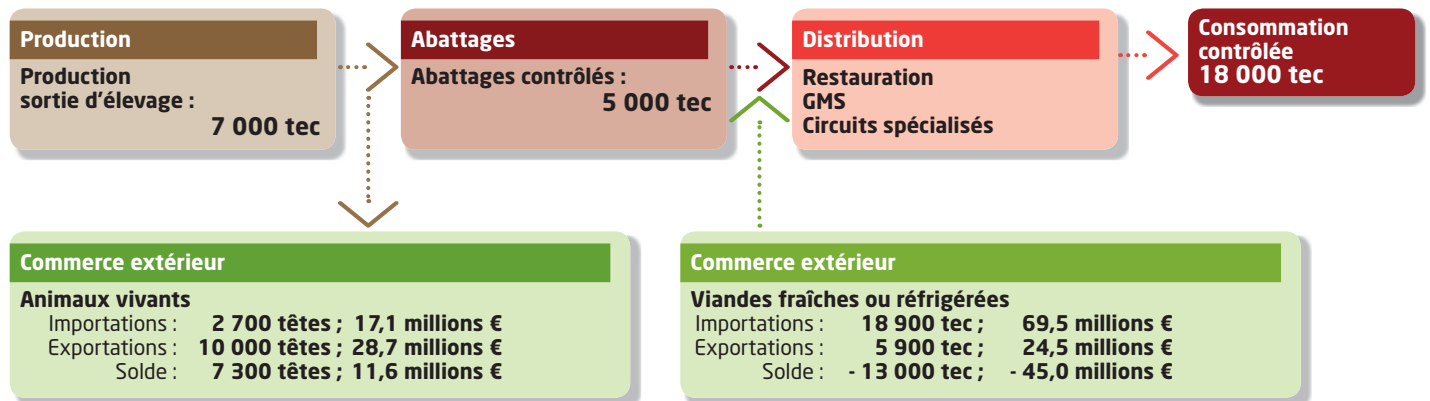 Production
Production
sortie d'élevage :
7 000 tec
Abattages
Abattages contrôlés :
5 000 tec
Distribution
Restauration
GMS
Circuits spécialisés
Consommation
contrôlée
18 000 tec
Commerce extérieur
Animaux vivants
Importations : 2 700 têtes ; 17,1 millions €
Exportations : 10 000 têtes ; 28,7 millions €
Solde : 7 300 têtes ; 11,6 millions €
Commerce extérieur
Viandes fraîches ou réfrigérées
Importations : 18 900 tec ; 69,5 millions €
Exportations : 5 900 tec ; 24,5 millions €
Solde : - 13 000 tec ; - 45,0 millions €